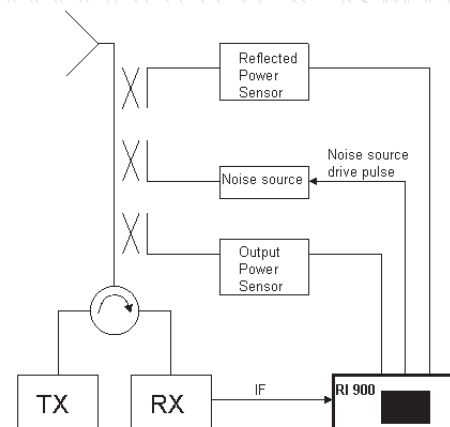 Reflected
Power
Sensor
Noise source
drive pulse
Noise source
Output
Power
Sensor
TX
RX
IF
RI 900